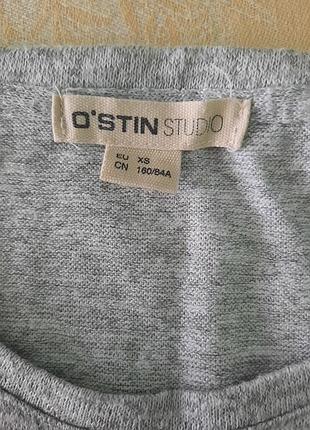 O'STIN STUDIO
EU XS
CN 160/84A